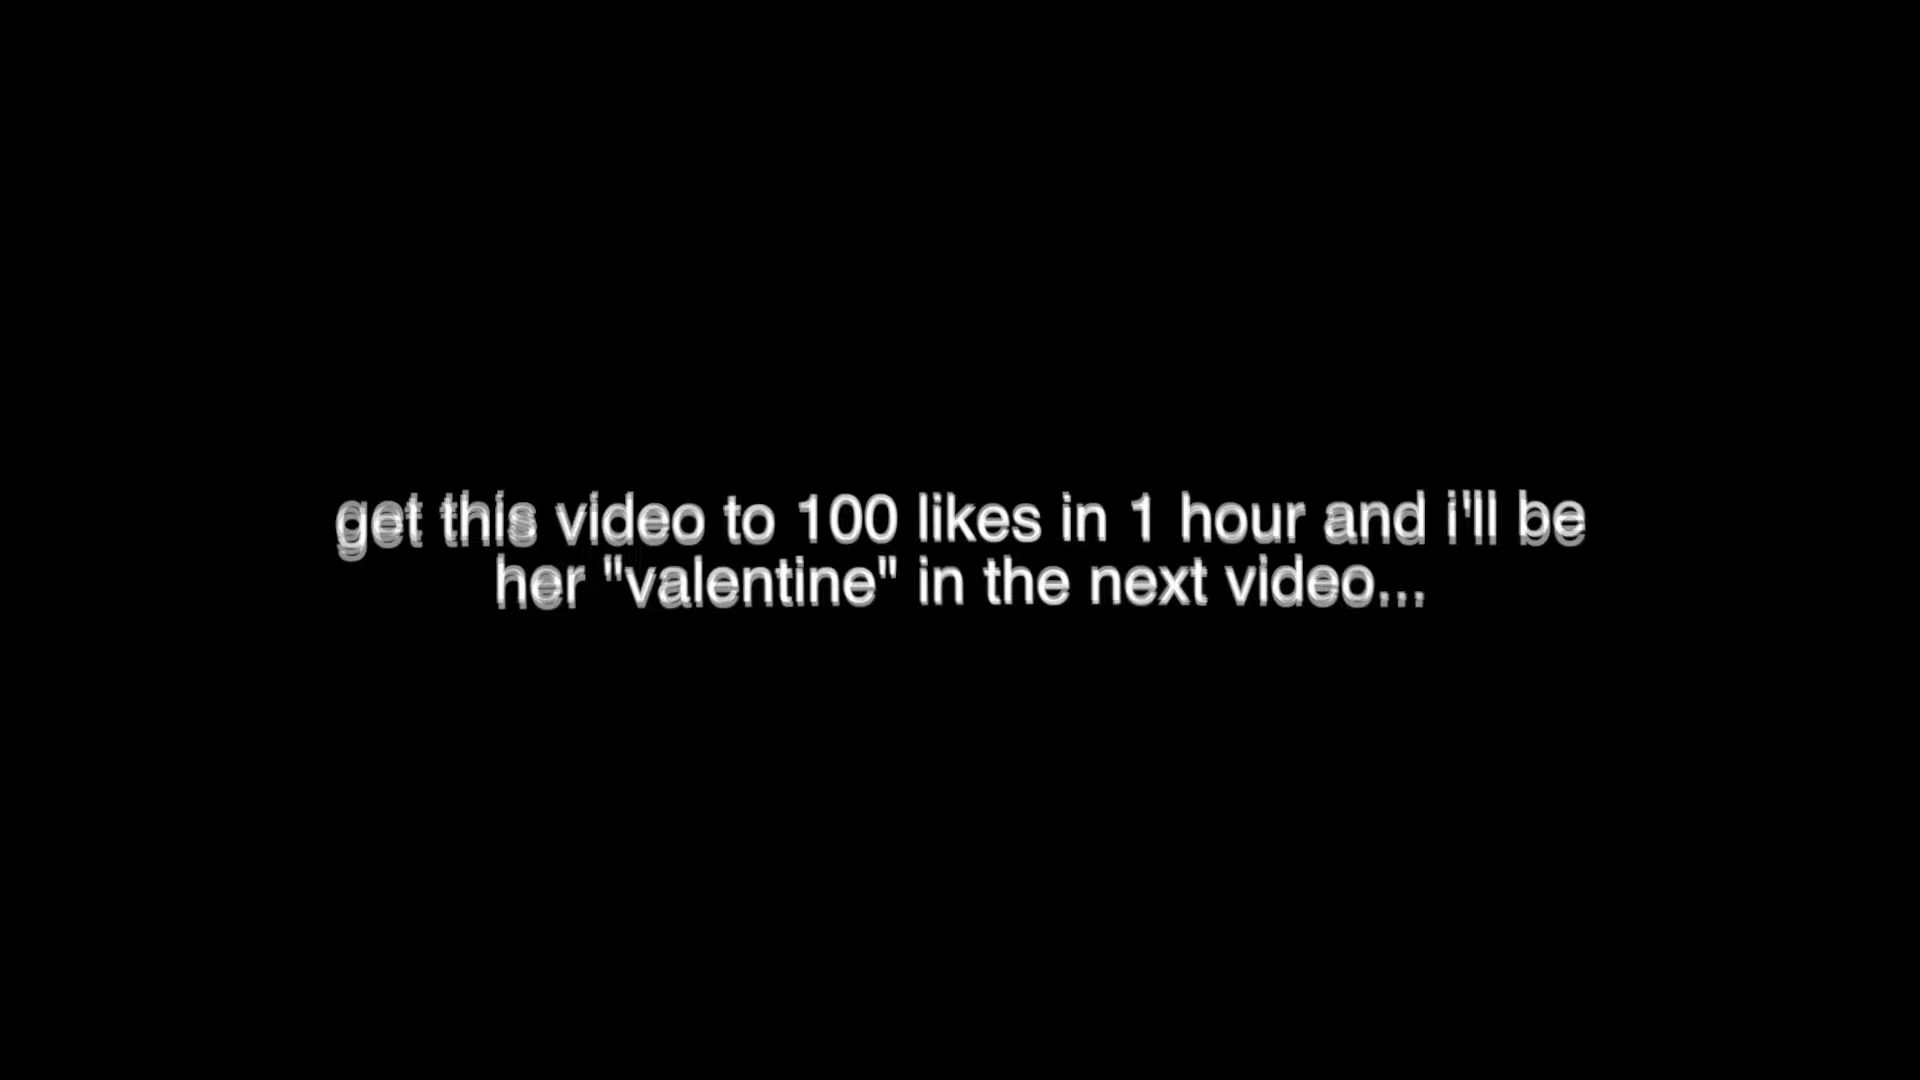 get this video to 100 likes in 1 hour and i'll be
her "valentine" in the next video...